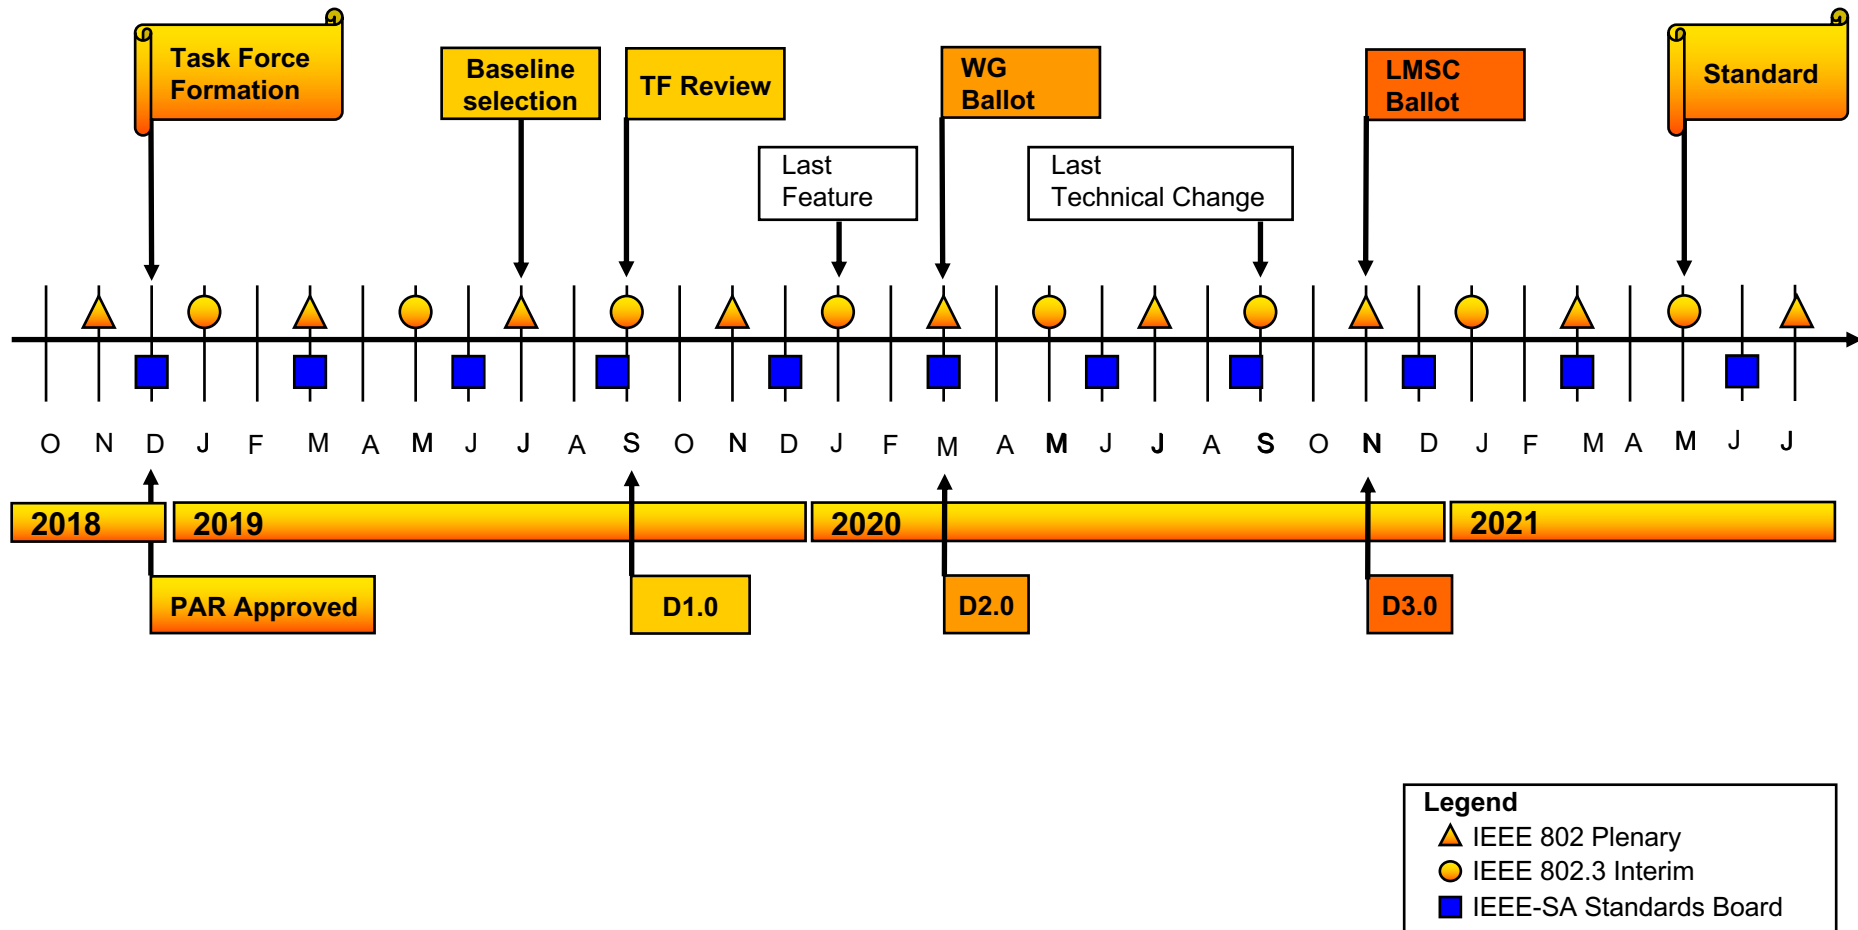 Task Force
Formation
Baseline
selection
TF Review
WG
Ballot
LMSC
Ballot
Standard
Last
Feature
Last
Technical Change
O N D J F M A M J J A S O N D J F M A M J J A S O N D J F M A M J J
2018 2019 2020 2021
PAR Approved
D1.0
D2.0
D3.0
Legend
IEEE 802 Plenary
IEEE 802.3 Interim
IEEE-SA Standards Board